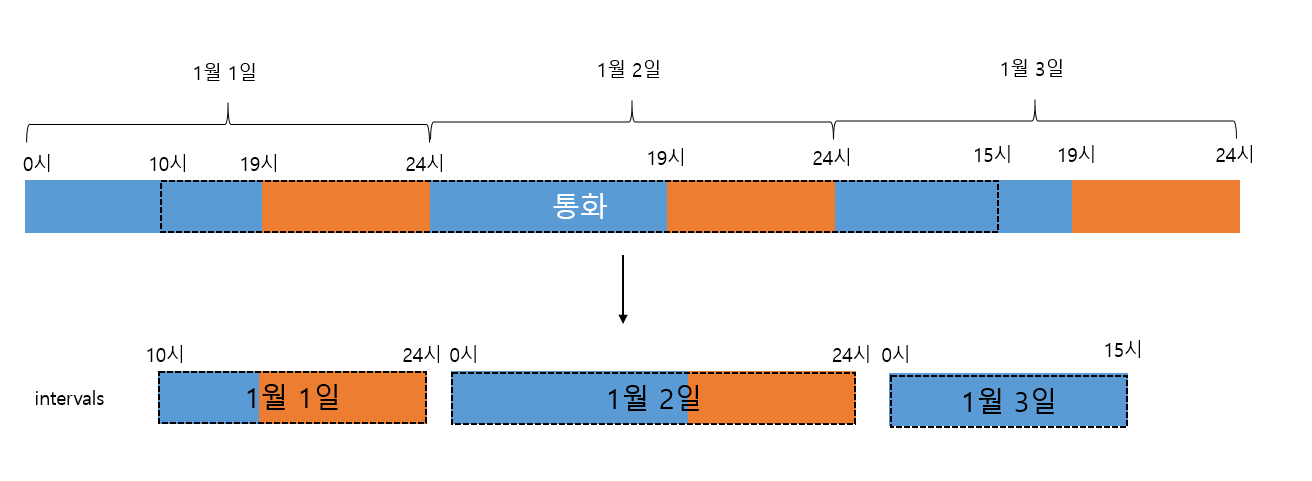 1월 1일 1월 2일 1월 3일
0시 10시 19시 24시 19시 24시 15시 19시 24시
통화
10시 24시 0시 24시 0시 15시
intervals 1월 1일 1월 2일 1월 3일